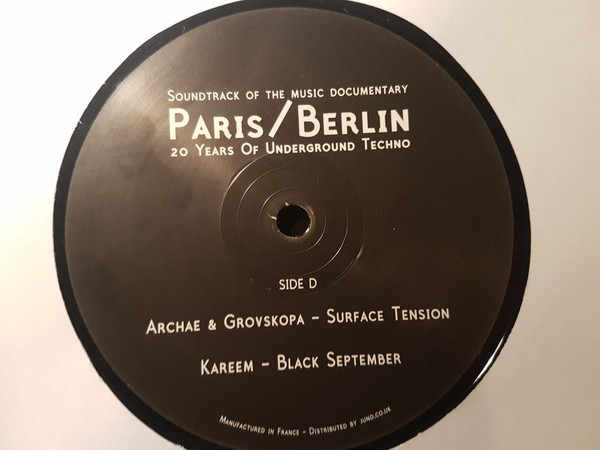 Soundtrack of the music documentary
Paris/Berlin
20 Years Of Underground Techno
SIDE D
Archae & Grovskopa – Surface Tension
Kareem – Black September
Manufactured in France – Distributed by juno.co.uk